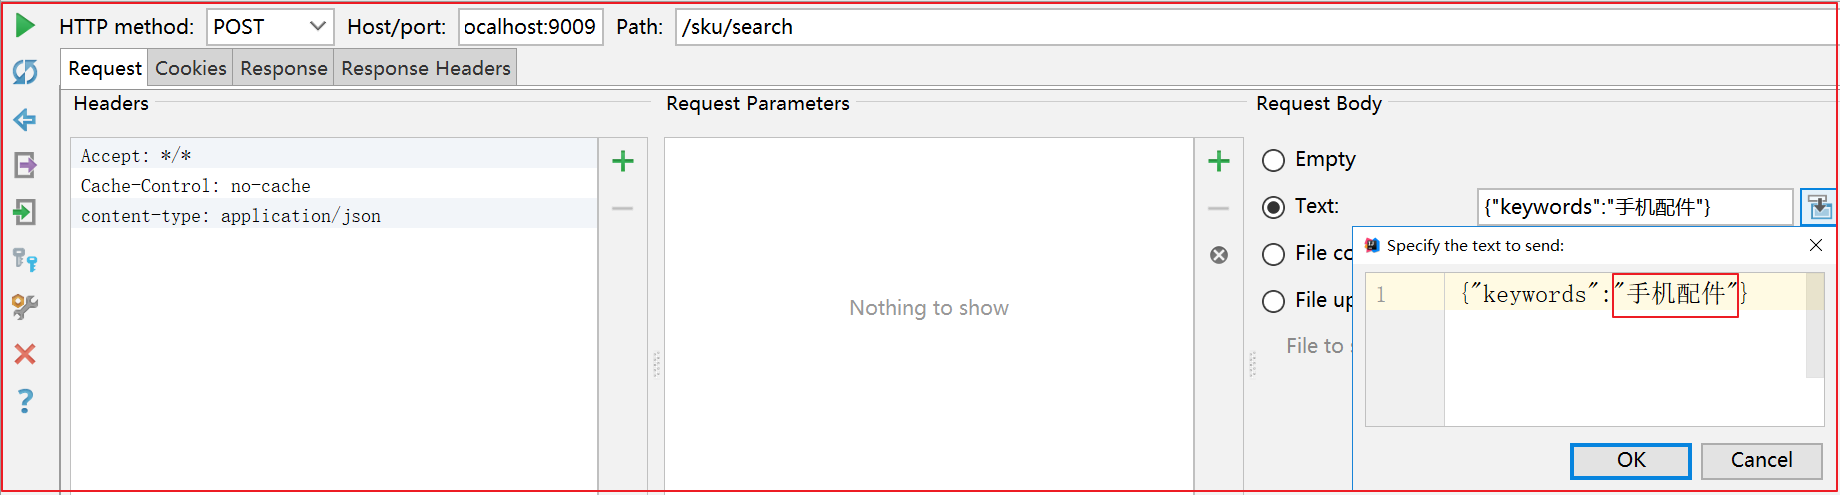 HTTP method: POST Host/port: ocalhost:9009 Path: /sku/search
Request Cookies Response Response Headers
Headers Request Parameters Request Body
Accept: */*
Cache-Control: no-cache
content-type: application/json
Nothing to show
Empty
Text: {"keywords":"手机配件"}
File co
File up
File to
Specify the text to send:
1 {"keywords":"手机配件"}
OK Cancel
?